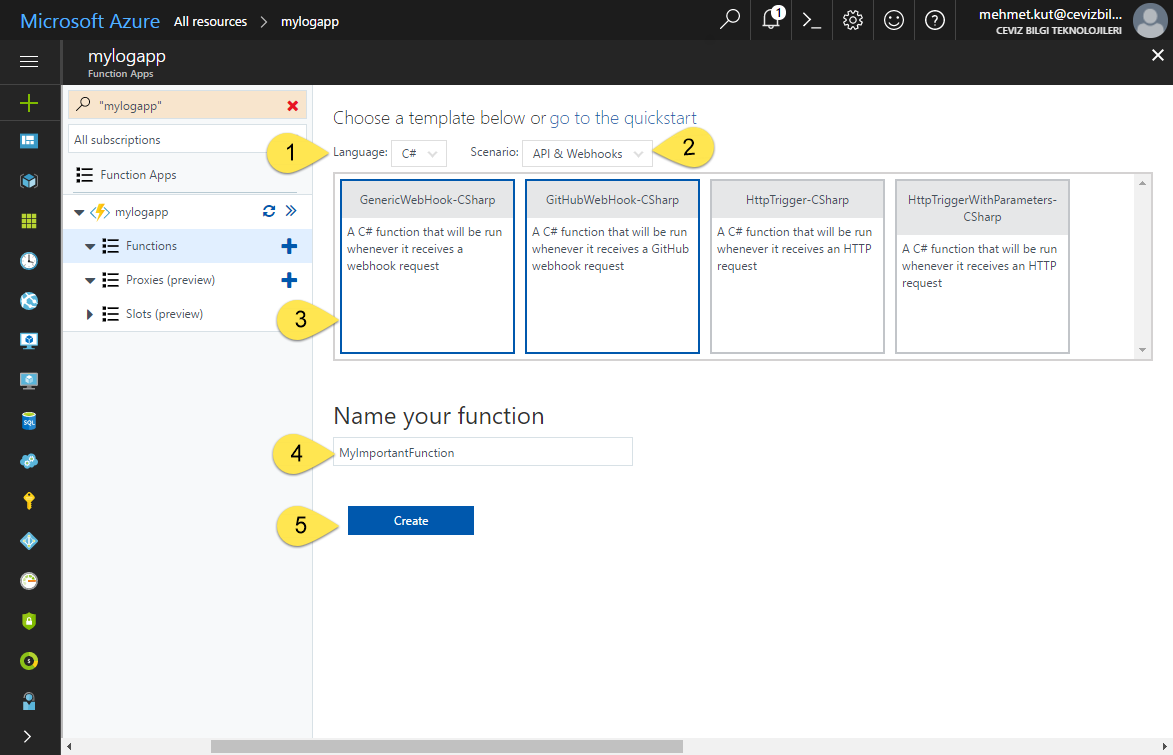 Microsoft Azure All resources > mylogapp
1
mehmet.kut@cevizbil...
CEVIZ BILGI TEKNOLOJILERI
mylogapp
Function Apps
"mylogapp"
All subscriptions
Function Apps
mylogapp
Functions
Proxies (preview)
Slots (preview)
Choose a template below or go to the quickstart
1
Language: C#
Scenario: API & Webhooks
2
GenericWebHook-CSharp
A C# function that will be run
whenever it receives a
webhook request
GitHubWebHook-CSharp
A C# function that will be run
whenever it receives a GitHub
webhook request
HttpTrigger-CSharp
A C# function that will be run
whenever it receives an HTTP
request
HttpTriggerWithParameters-
CSharp
A C# function that will be run
whenever it receives an HTTP
request
3
Name your function
4
MyImportantFunction
5
Create
SQL